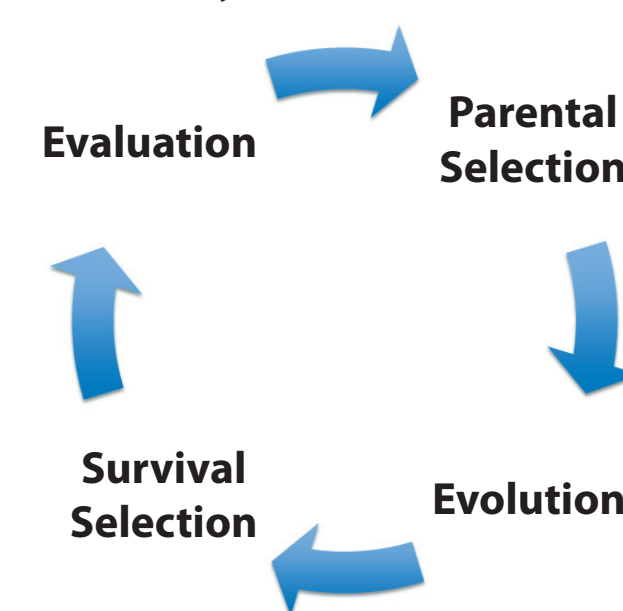 Evaluation
Parental
Selection
Survival
Selection
Evolution